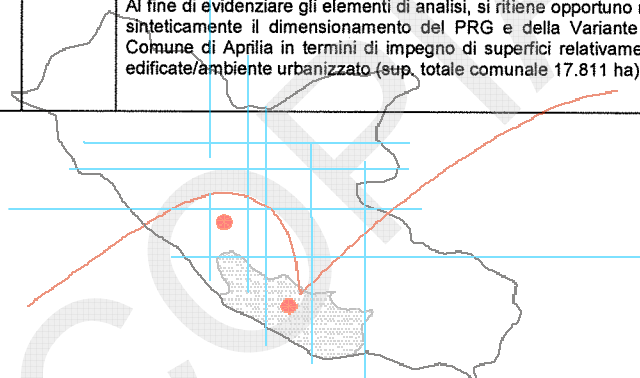 Al fine di evidenziare gli elementi di analisi, si ritiene opportuno
sinteticamente il dimensionamento del PRG e della Variante
Comune di Aprilia in termini di impegno di superfici
edificate/ambiente urbanizzato (sup. totale comunale 17.811 ha)
COPIA